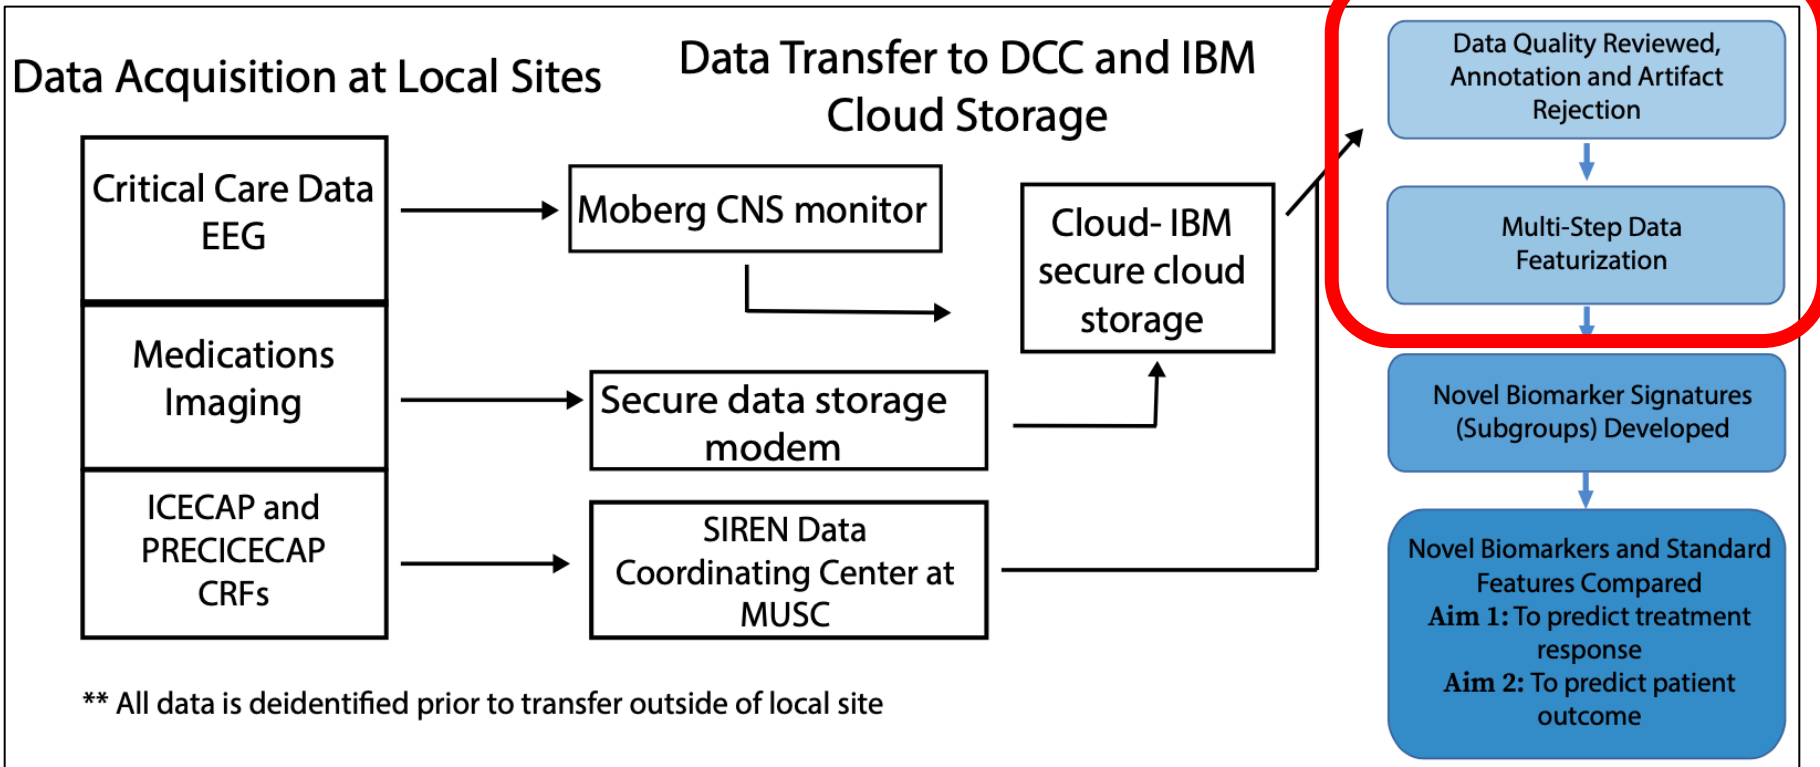 Data Acquisition at Local Sites
Data Transfer to DCC and IBM
Cloud Storage
Critical Care Data
EEG
Medications
Imaging
ICECAP and
PRECICECAP
CRFs
Moberg CNS monitor
Secure data storage
modem
SIREN Data
Coordinating Center at
MUSC
Cloud- IBM
secure cloud
storage
Data Quality Reviewed,
Annotation and Artifact
Rejection
Multi-Step Data
Featurization
Novel Biomarker Signatures
(Subgroups) Developed
Novel Biomarkers and Standard
Features Compared
Aim 1: To predict treatment
response
Aim 2: To predict patient
outcome
** All data is deidentified prior to transfer outside of local site